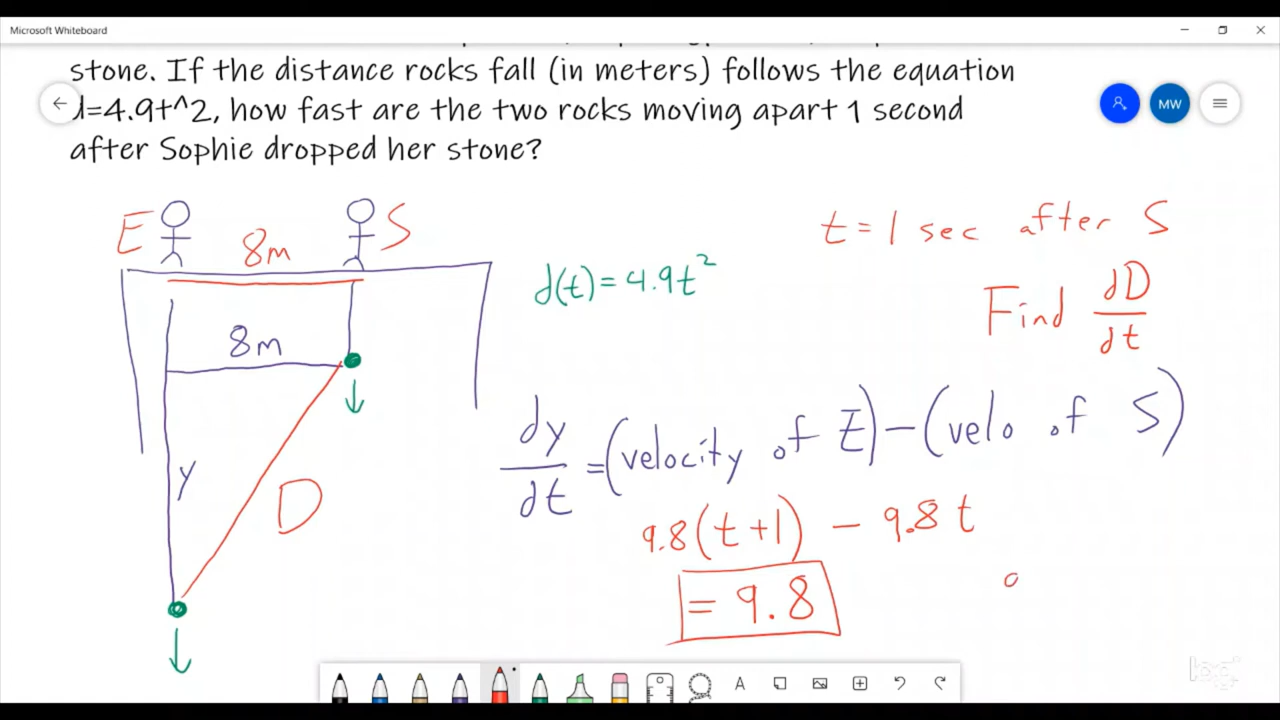 Microsoft Whiteboard
stone. If the distance rocks fall (in meters) follows the equation
d=4.9t^2, how fast are the two rocks moving apart 1 second
after Sophie dropped her stone?
MW
E
8m
S
t = 1 sec after S
d(t) = 4.9t²
Find dD/dt
8m
dy/dt = (velocity of E) - (velo of S)
y
D
9.8(t+1) - 9.8t
= 9.8
A